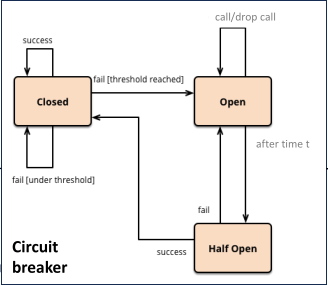 call/drop call
success
fail [threshold reached]
Closed
Open
after time t
fail [under threshold]
fail
Circuit
breaker
success
Half Open